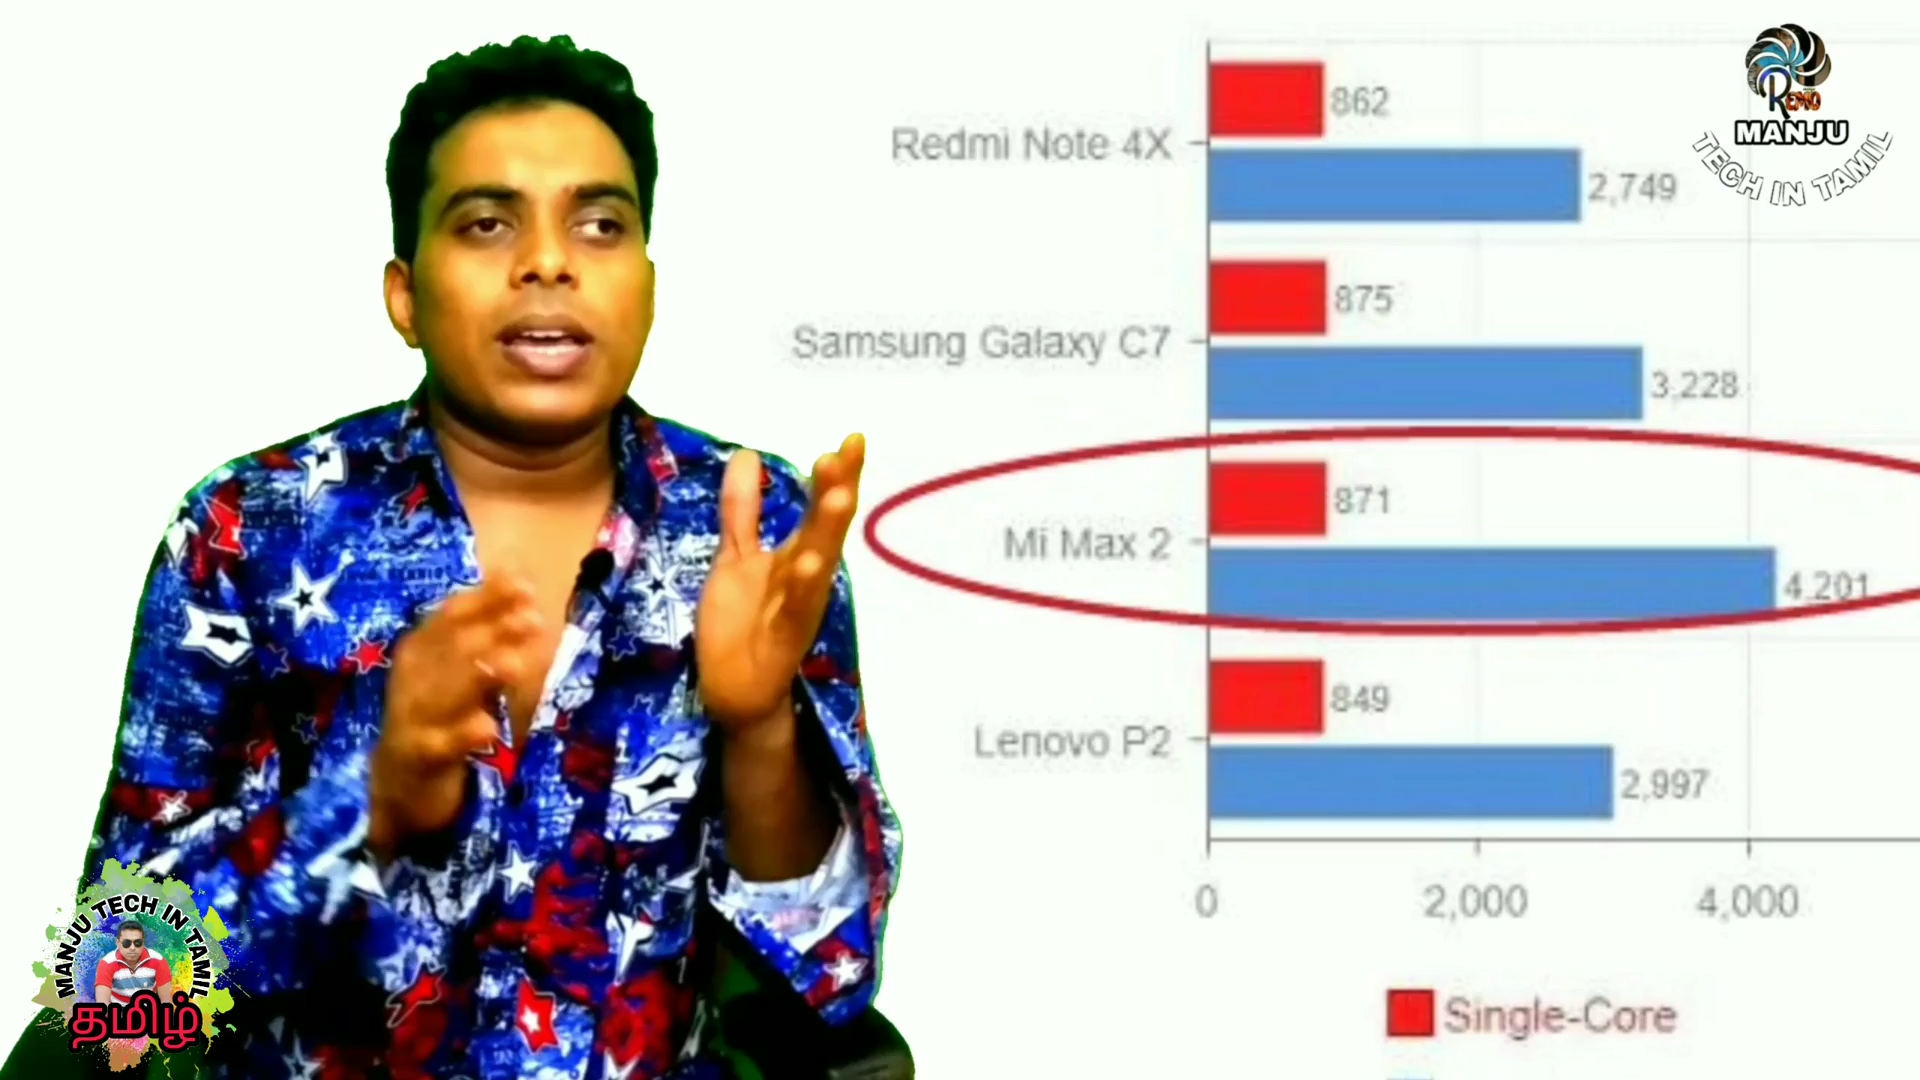 862
Redmi Note 4X
2,749
875
Samsung Galaxy C7
3,228
871
Mi Max 2
4,201
849
Lenovo P2
2,997
0 2,000 4,000
Single-Core
REMO
MANJU
TECH IN TAMIL
MANJU TECH IN TAMIL
தமிழ்